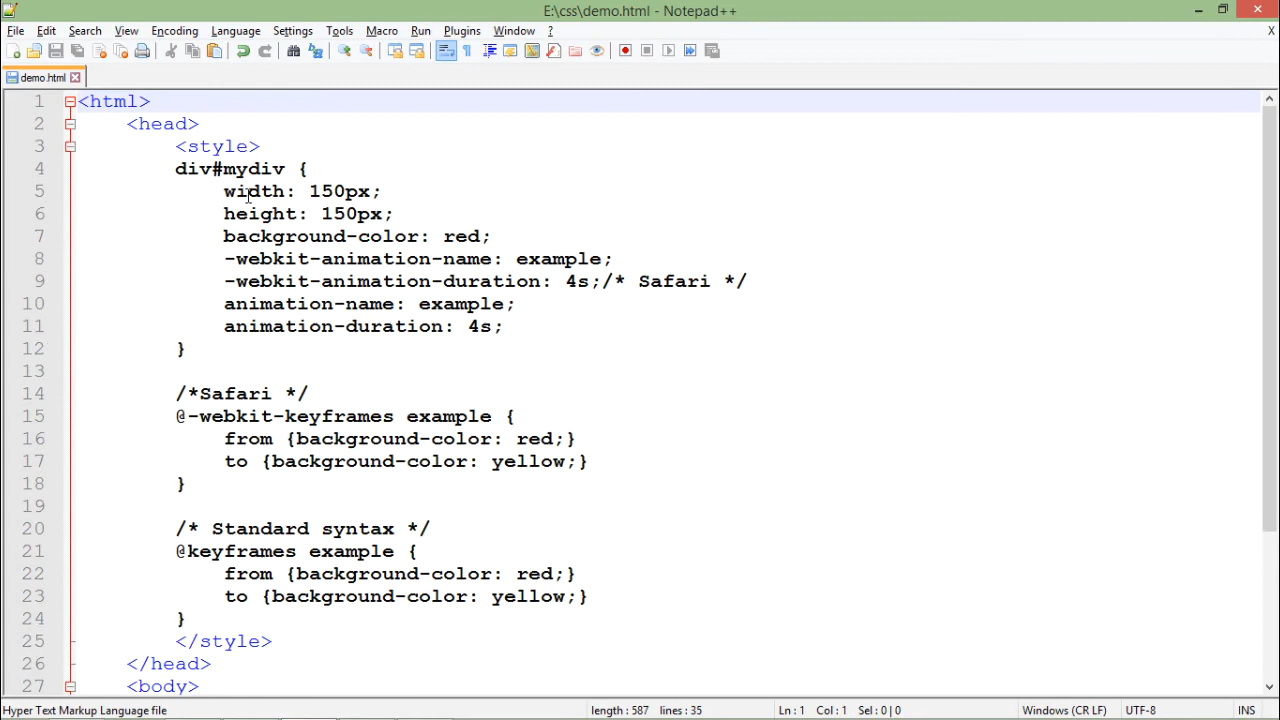 E:\css\demo.html - Notepad++
File Edit Search View Encoding Language Settings Tools Macro Run Plugins Window ? X
demo.html
1 <html>
2 <head>
3 <style>
4 div#mydiv {
5 width: 150px;
6 height: 150px;
7 background-color: red;
8 -webkit-animation-name: example;
9 -webkit-animation-duration: 4s;/* Safari */
10 animation-name: example;
11 animation-duration: 4s;
12 }
13
14 /*Safari */
15 @-webkit-keyframes example {
16 from {background-color: red;}
17 to {background-color: yellow;}
18 }
19
20 /* Standard syntax */
21 @keyframes example {
22 from {background-color: red;}
23 to {background-color: yellow;}
24 }
25 </style>
26 </head>
27 <body>
Hyper Text Markup Language file length : 587 lines : 35 Ln : 1 Col : 1 Sel : 0 | 0 Windows (CR LF) UTF-8 INS